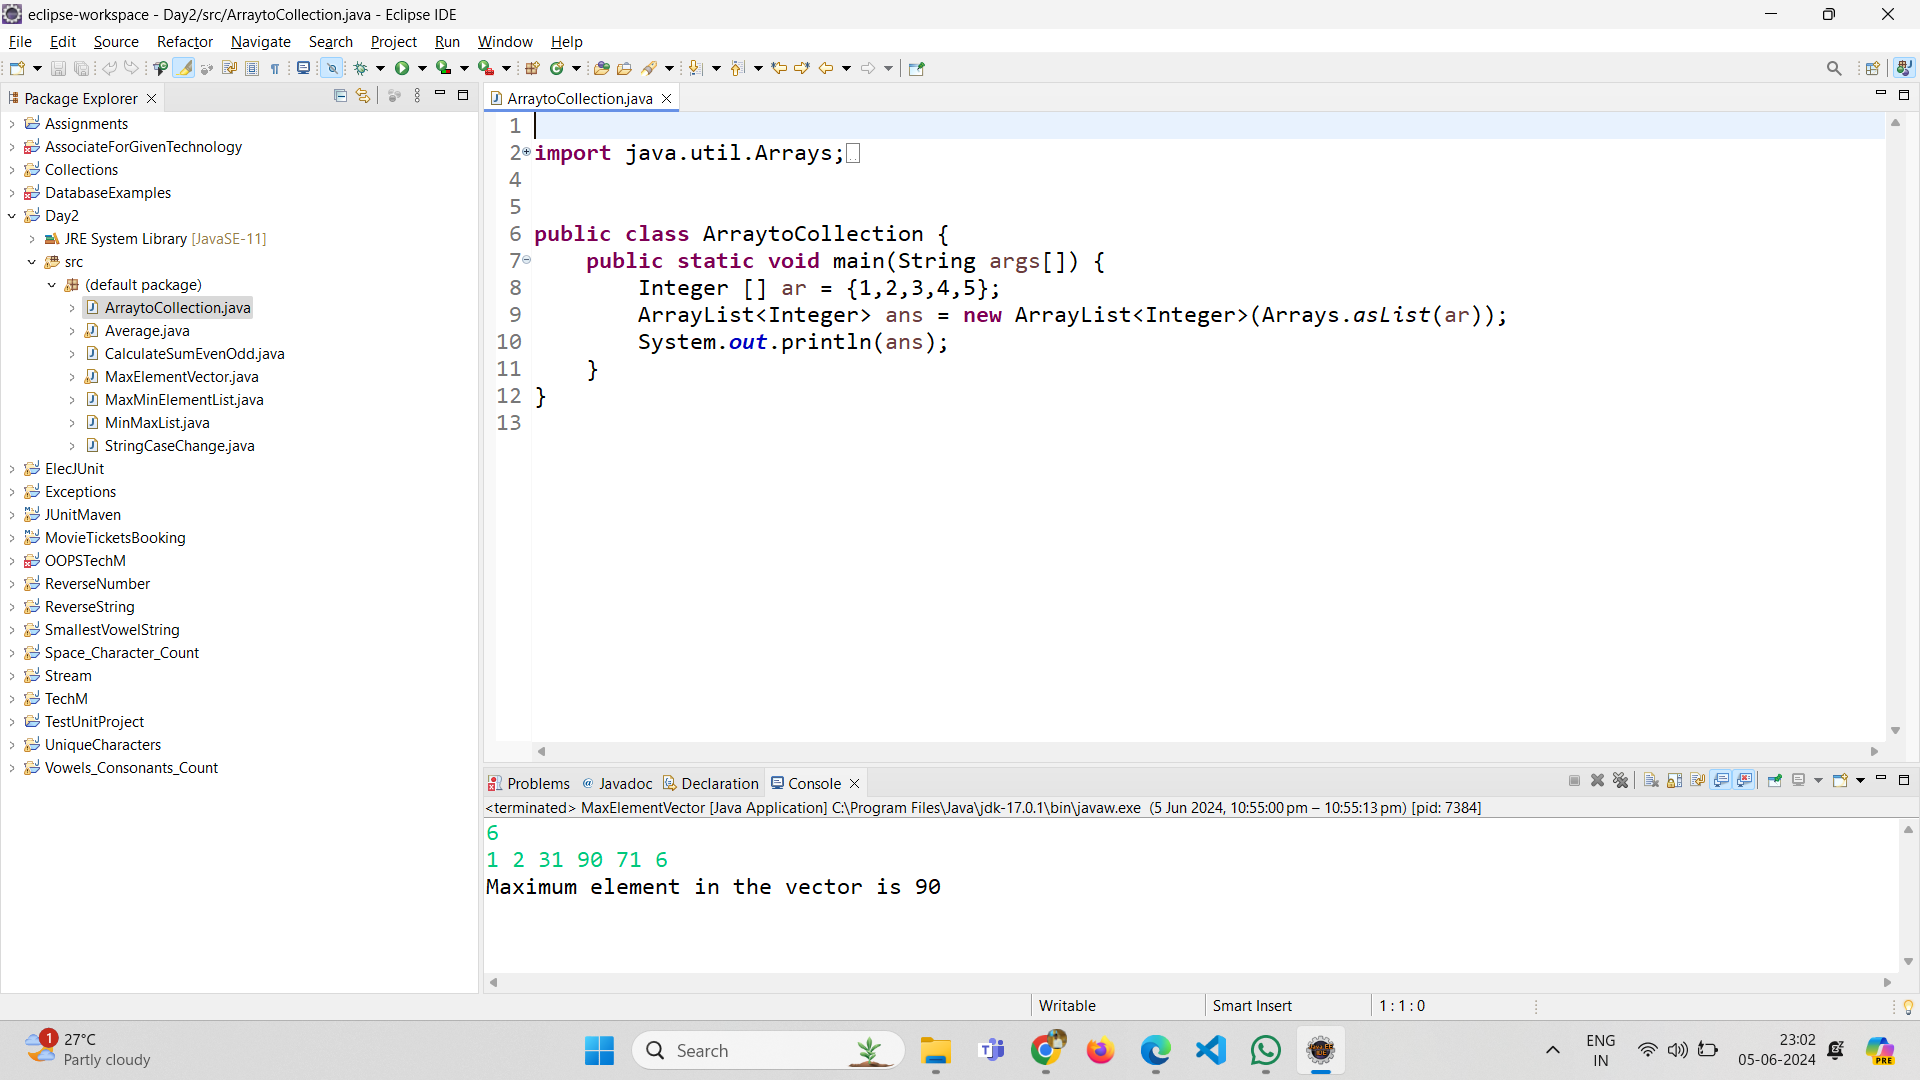 eclipse-workspace - Day2/src/ArraytoCollection.java - Eclipse IDE
File Edit Source Refactor Navigate Search Project Run Window Help
Package Explorer
Assignments
AssociateForGivenTechnology
Collections
DatabaseExamples
Day2
JRE System Library [JavaSE-11]
src
(default package)
ArraytoCollection.java
Average.java
CalculateSumEvenOdd.java
MaxElementVector.java
MaxMinElementList.java
MinMaxList.java
StringCaseChange.java
ElecJUnit
Exceptions
JUnitMaven
MovieTicketsBooking
OOPSTechM
ReverseNumber
ReverseString
SmallestVowelString
Space_Character_Count
Stream
TechM
TestUnitProject
UniqueCharacters
Vowels_Consonants_Count
ArraytoCollection.java
1
2 import java.util.Arrays;
4
5
6 public class ArraytoCollection {
7 public static void main(String args[]) {
8 Integer [] ar = {1,2,3,4,5};
9 ArrayList<Integer> ans = new ArrayList<Integer>(Arrays.asList(ar));
10 System.out.println(ans);
11 }
12 }
13
Problems @ Javadoc Declaration Console
<terminated> MaxElementVector [Java Application] C:\Program Files\Java\jdk-17.0.1\bin\javaw.exe (5 Jun 2024, 10:55:00 pm – 10:55:13 pm) [pid: 7384]
6
1 2 31 90 71 6
Maximum element in the vector is 90
Writable Smart Insert 1 : 1 : 0
1
27°C
Partly cloudy
Search
ENG
IN
23:02
05-06-2024
PRE